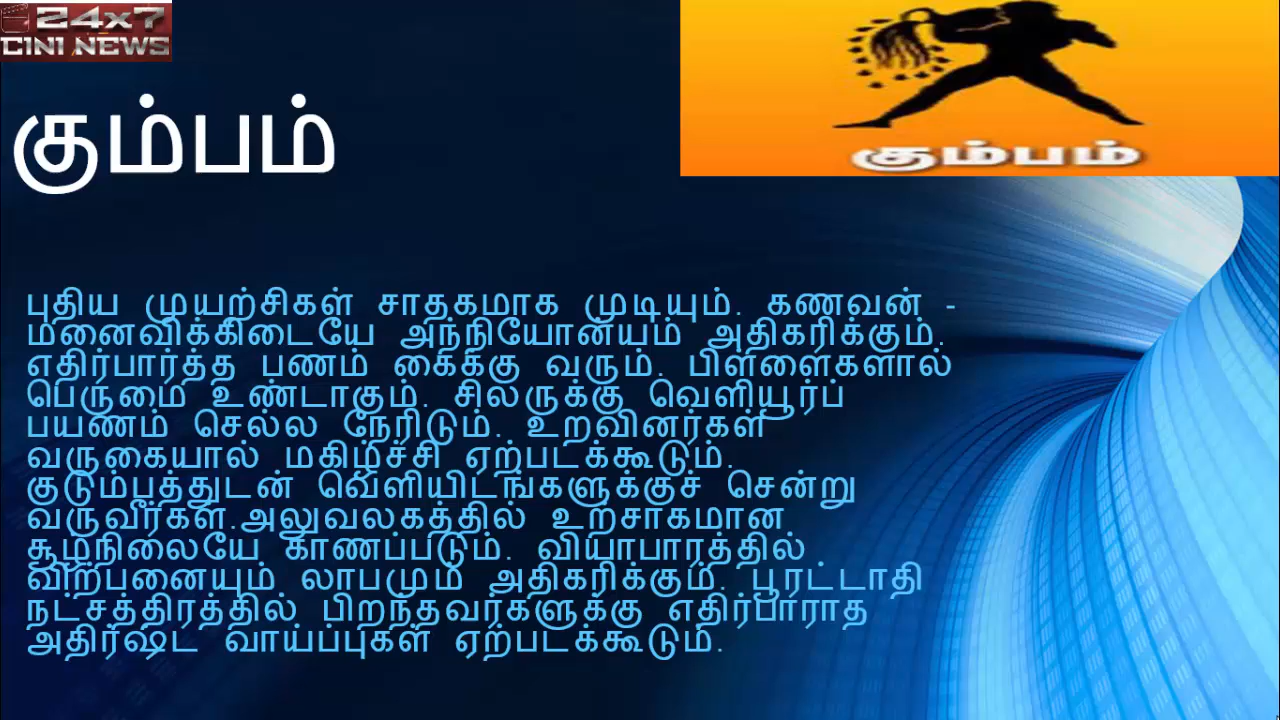 24x7
CINI NEWS
கும்பம்
கும்பம்
புதிய முயற்சிகள் சாதகமாக முடியும். கணவன் -
மனைவிக்கிடையே அந்நியோன்யம் அதிகரிக்கும்.
எதிர்பார்த்த பணம் கைக்கு வரும். பிள்ளைகளால்
பெருமை உண்டாகும். சிலருக்கு வெளியூர்ப்
பயணம் செல்ல நேரிடும். உறவினர்கள்
வருகையால் மகிழ்ச்சி ஏற்படக்கூடும்.
குடும்பத்துடன் வெளியிடங்களுக்குச் சென்று
வருவீர்கள்.அலுவலகத்தில் உற்சாகமான
சூழ்நிலையே காணப்படும். வியாபாரத்தில்
விற்பனையும் லாபமும் அதிகரிக்கும். பூரட்டாதி
நட்சத்திரத்தில் பிறந்தவர்களுக்கு எதிர்பாராத
அதிர்ஷ்ட வாய்ப்புகள் ஏற்படக்கூடும்.